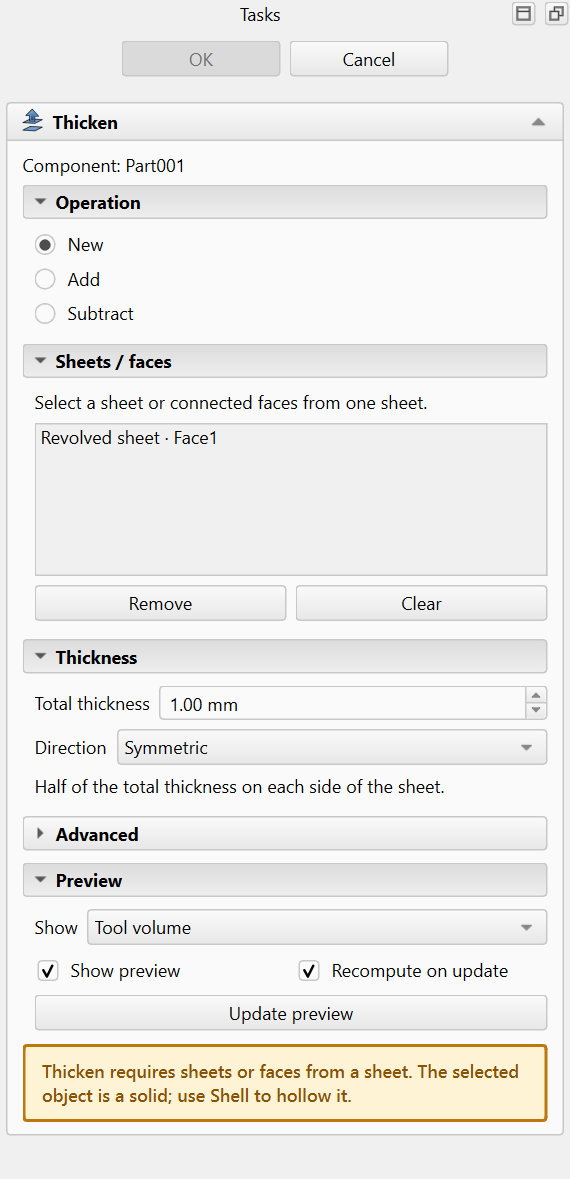 Tasks
OK
Cancel
Thicken
Component: Part001
Operation
New
Add
Subtract
Sheets / faces
Select a sheet or connected faces from one sheet.
Revolved sheet · Face1
Remove
Clear
Thickness
Total thickness
1.00 mm
Direction
Symmetric
Half of the total thickness on each side of the sheet.
Advanced
Preview
Show
Tool volume
Show preview
Recompute on update
Update preview
Thicken requires sheets or faces from a sheet. The selected
object is a solid; use Shell to hollow it.